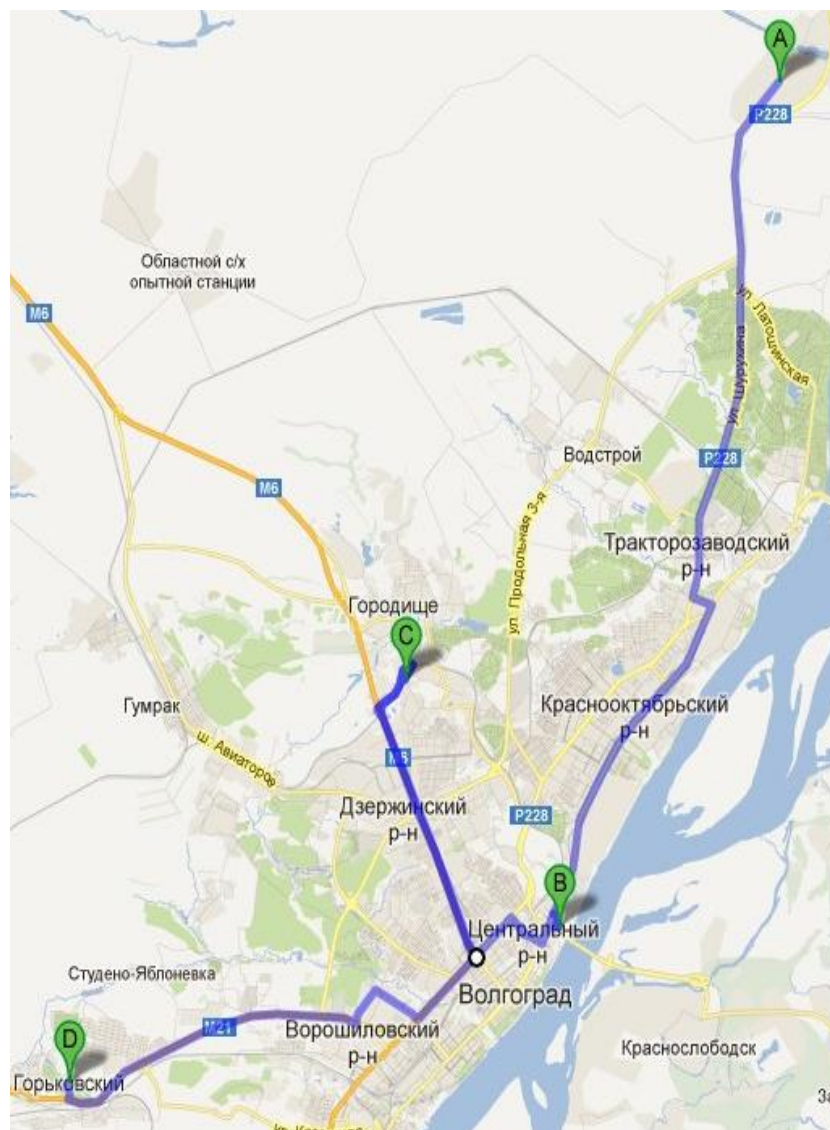 A
P228
Областной с/х
опытной станции
M6
ул. Латошинская
ул. Шурухина
Водстрой
P228
M6
ул. Продольная 3-я
Тракторозаводский
р-н
Городище
C
Гумрак
Краснооктябрьский
р-н
ш. Авиаторов
M6
Дзержинский
р-н
P228
B
Центральный
р-н
Студено-Яблоневка
Волгоград
M21
Ворошиловский
р-н
D
Краснослободск
Горьковский